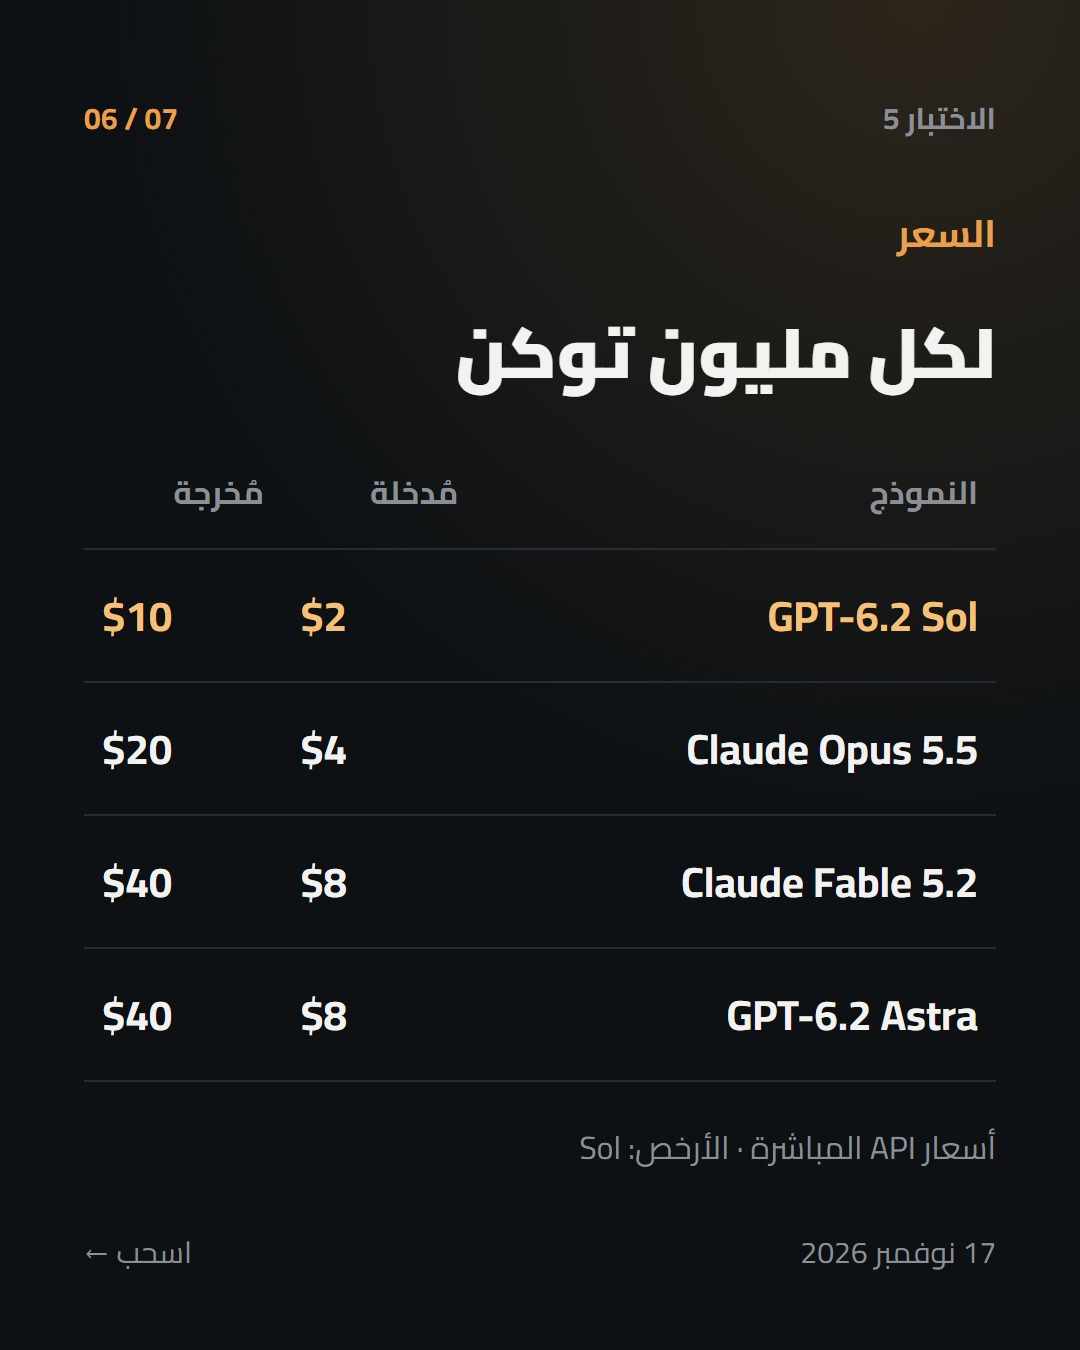 الاختبار 5
06 / 07
السعر
لكل مليون توكن
النموذج مُدخلة مُخرجة
GPT-6.2 Sol $2 $10
Claude Opus 5.5 $4 $20
Claude Fable 5.2 $8 $40
GPT-6.2 Astra $8 $40
أسعار API المباشرة · الأرخص: Sol
17 نوفمبر 2026
اسحب ←